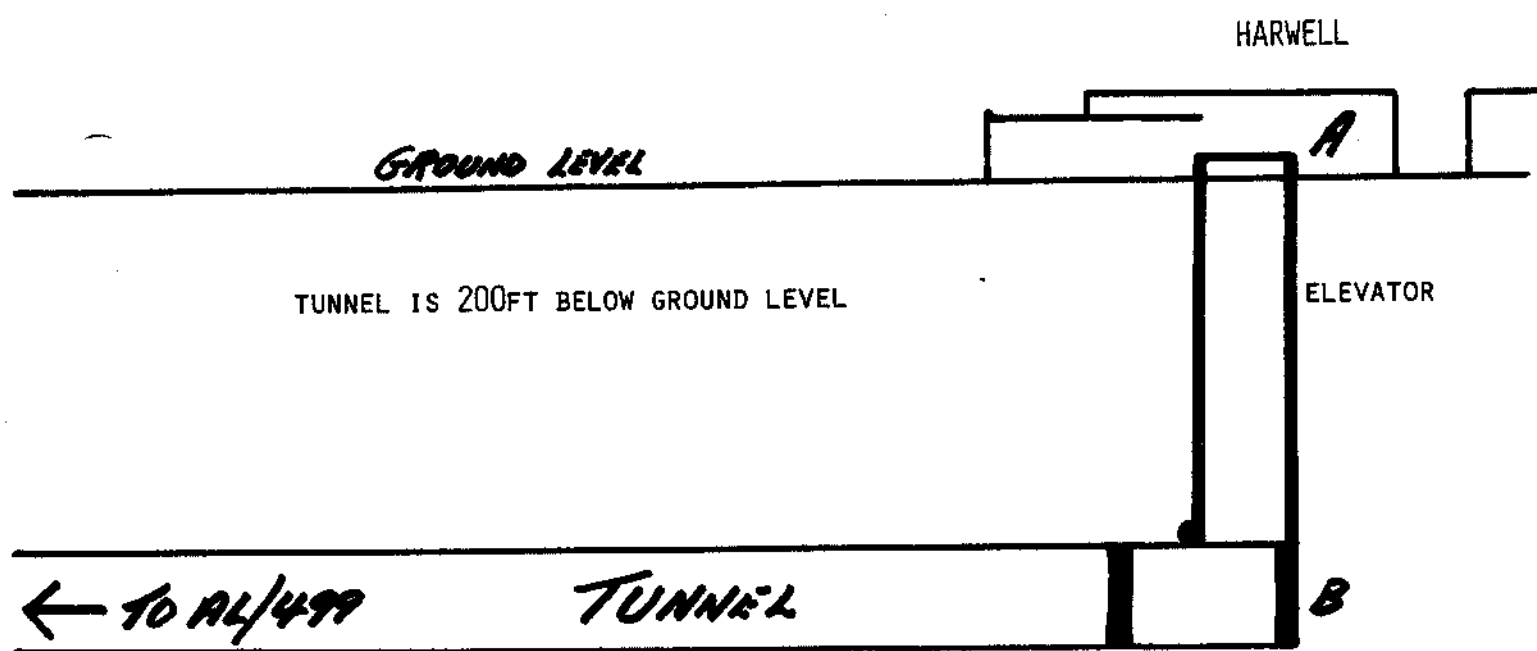 HARWELL
A
GROUND LEVEL
TUNNEL IS 200FT BELOW GROUND LEVEL
ELEVATOR
← TO AL/499
TUNNEL
B